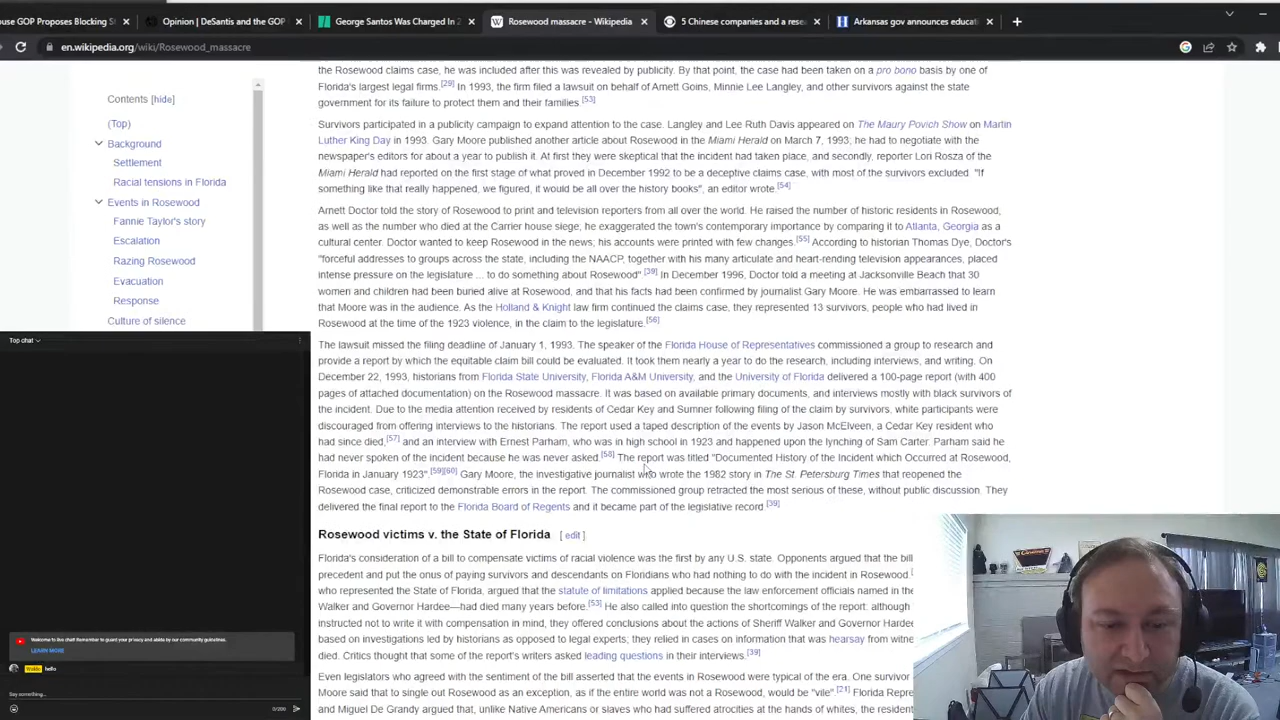 use GOP Proposes Blocking S
Opinion | DeSantis and the GOP
George Santos Was Charged In 2
Rosewood massacre - Wikipedia
5 Chinese companies and a rese
Arkansas gov announces educati
en.wikipedia.org/wiki/Rosewood_massacre
Contents [hide]
(Top)
Background
Settlement
Racial tensions in Florida
Events in Rosewood
Fannie Taylor's story
Escalation
Razing Rosewood
Evacuation
Response
Culture of silence
the Rosewood claims case, he was included after this was revealed by publicity. By that point, the case had been taken on a pro bono basis by one of
Florida's largest legal firms.[29] In 1993, the firm filed a lawsuit on behalf of Arnett Goins, Minnie Lee Langley, and other survivors against the state
government for its failure to protect them and their families.[53]
Survivors participated in a publicity campaign to expand attention to the case. Langley and Lee Ruth Davis appeared on The Maury Povich Show on Martin
Luther King Day in 1993. Gary Moore published another article about Rosewood in the Miami Herald on March 7, 1993; he had to negotiate with the
newspaper's editors for about a year to publish it. At first they were skeptical that the incident had taken place, and secondly, reporter Lori Rosza of the
Miami Herald had reported on the first stage of what proved in December 1992 to be a deceptive claims case, with most of the survivors excluded. "If
something like that really happened, we figured, it would be all over the history books", an editor wrote.[54]
Arnett Doctor told the story of Rosewood to print and television reporters from all over the world. He raised the number of historic residents in Rosewood,
as well as the number who died at the Carrier house siege; he exaggerated the town's contemporary importance by comparing it to Atlanta, Georgia as a
cultural center. Doctor wanted to keep Rosewood in the news; his accounts were printed with few changes.[55] According to historian Thomas Dye, Doctor's
"forceful addresses to groups across the state, including the NAACP, together with his many articulate and heart-rending television appearances, placed
intense pressure on the legislature ... to do something about Rosewood".[39] In December 1996, Doctor told a meeting at Jacksonville Beach that 30
women and children had been buried alive at Rosewood, and that his facts had been confirmed by journalist Gary Moore. He was embarrassed to learn
that Moore was in the audience. As the Holland & Knight law firm continued the claims case, they represented 13 survivors, people who had lived in
Rosewood at the time of the 1923 violence, in the claim to the legislature.[56]
The lawsuit missed the filing deadline of January 1, 1993. The speaker of the Florida House of Representatives commissioned a group to research and
provide a report by which the equitable claim bill could be evaluated. It took them nearly a year to do the research, including interviews, and writing. On
December 22, 1993, historians from Florida State University, Florida A&M University, and the University of Florida delivered a 100-page report (with 400
pages of attached documentation) on the Rosewood massacre. It was based on available primary documents, and interviews mostly with black survivors of
the incident. Due to the media attention received by residents of Cedar Key and Sumner following filing of the claim by survivors, white participants were
discouraged from offering interviews to the historians. The report used a taped description of the events by Jason McElveen, a Cedar Key resident who
had since died,[57] and an interview with Ernest Parham, who was in high school in 1923 and happened upon the lynching of Sam Carter. Parham said he
had never spoken of the incident because he was never asked.[58] The report was titled "Documented History of the Incident which Occurred at Rosewood,
Florida in January 1923".[59][60] Gary Moore, the investigative journalist who wrote the 1982 story in The St. Petersburg Times that reopened the
Rosewood case, criticized demonstrable errors in the report. The commissioned group retracted the most serious of these, without public discussion. They
delivered the final report to the Florida Board of Regents and it became part of the legislative record.[39]
Rosewood victims v. the State of Florida [ edit ]
Florida's consideration of a bill to compensate victims of racial violence was the first by any U.S. state. Opponents argued that the bill
precedent and put the onus of paying survivors and descendants on Floridians who had nothing to do with the incident in Rosewood.
who represented the State of Florida, argued that the statute of limitations applied because the law enforcement officials named in the
Walker and Governor Hardee—had died many years before.[53] He also called into question the shortcomings of the report: although
instructed not to write it with compensation in mind, they offered conclusions about the actions of Sheriff Walker and Governor Hardee
based on investigations led by historians as opposed to legal experts; they relied in cases on information that was hearsay from witne
died. Critics thought that some of the report's writers asked leading questions in their interviews.[39]
Even legislators who agreed with the sentiment of the bill asserted that the events in Rosewood were typical of the era. One survivor
Moore said that to single out Rosewood as an exception, as if the entire world was not a Rosewood, would be "vile".[21] Florida Repre
and Miguel De Grandy argued that, unlike Native Americans or slaves who had suffered atrocities at the hands of whites, the resident
Top chat
Welcome to live chat! Remember to guard your privacy and abide by our community guidelines.
LEARN MORE
Waldo hello
Say something...
0/200